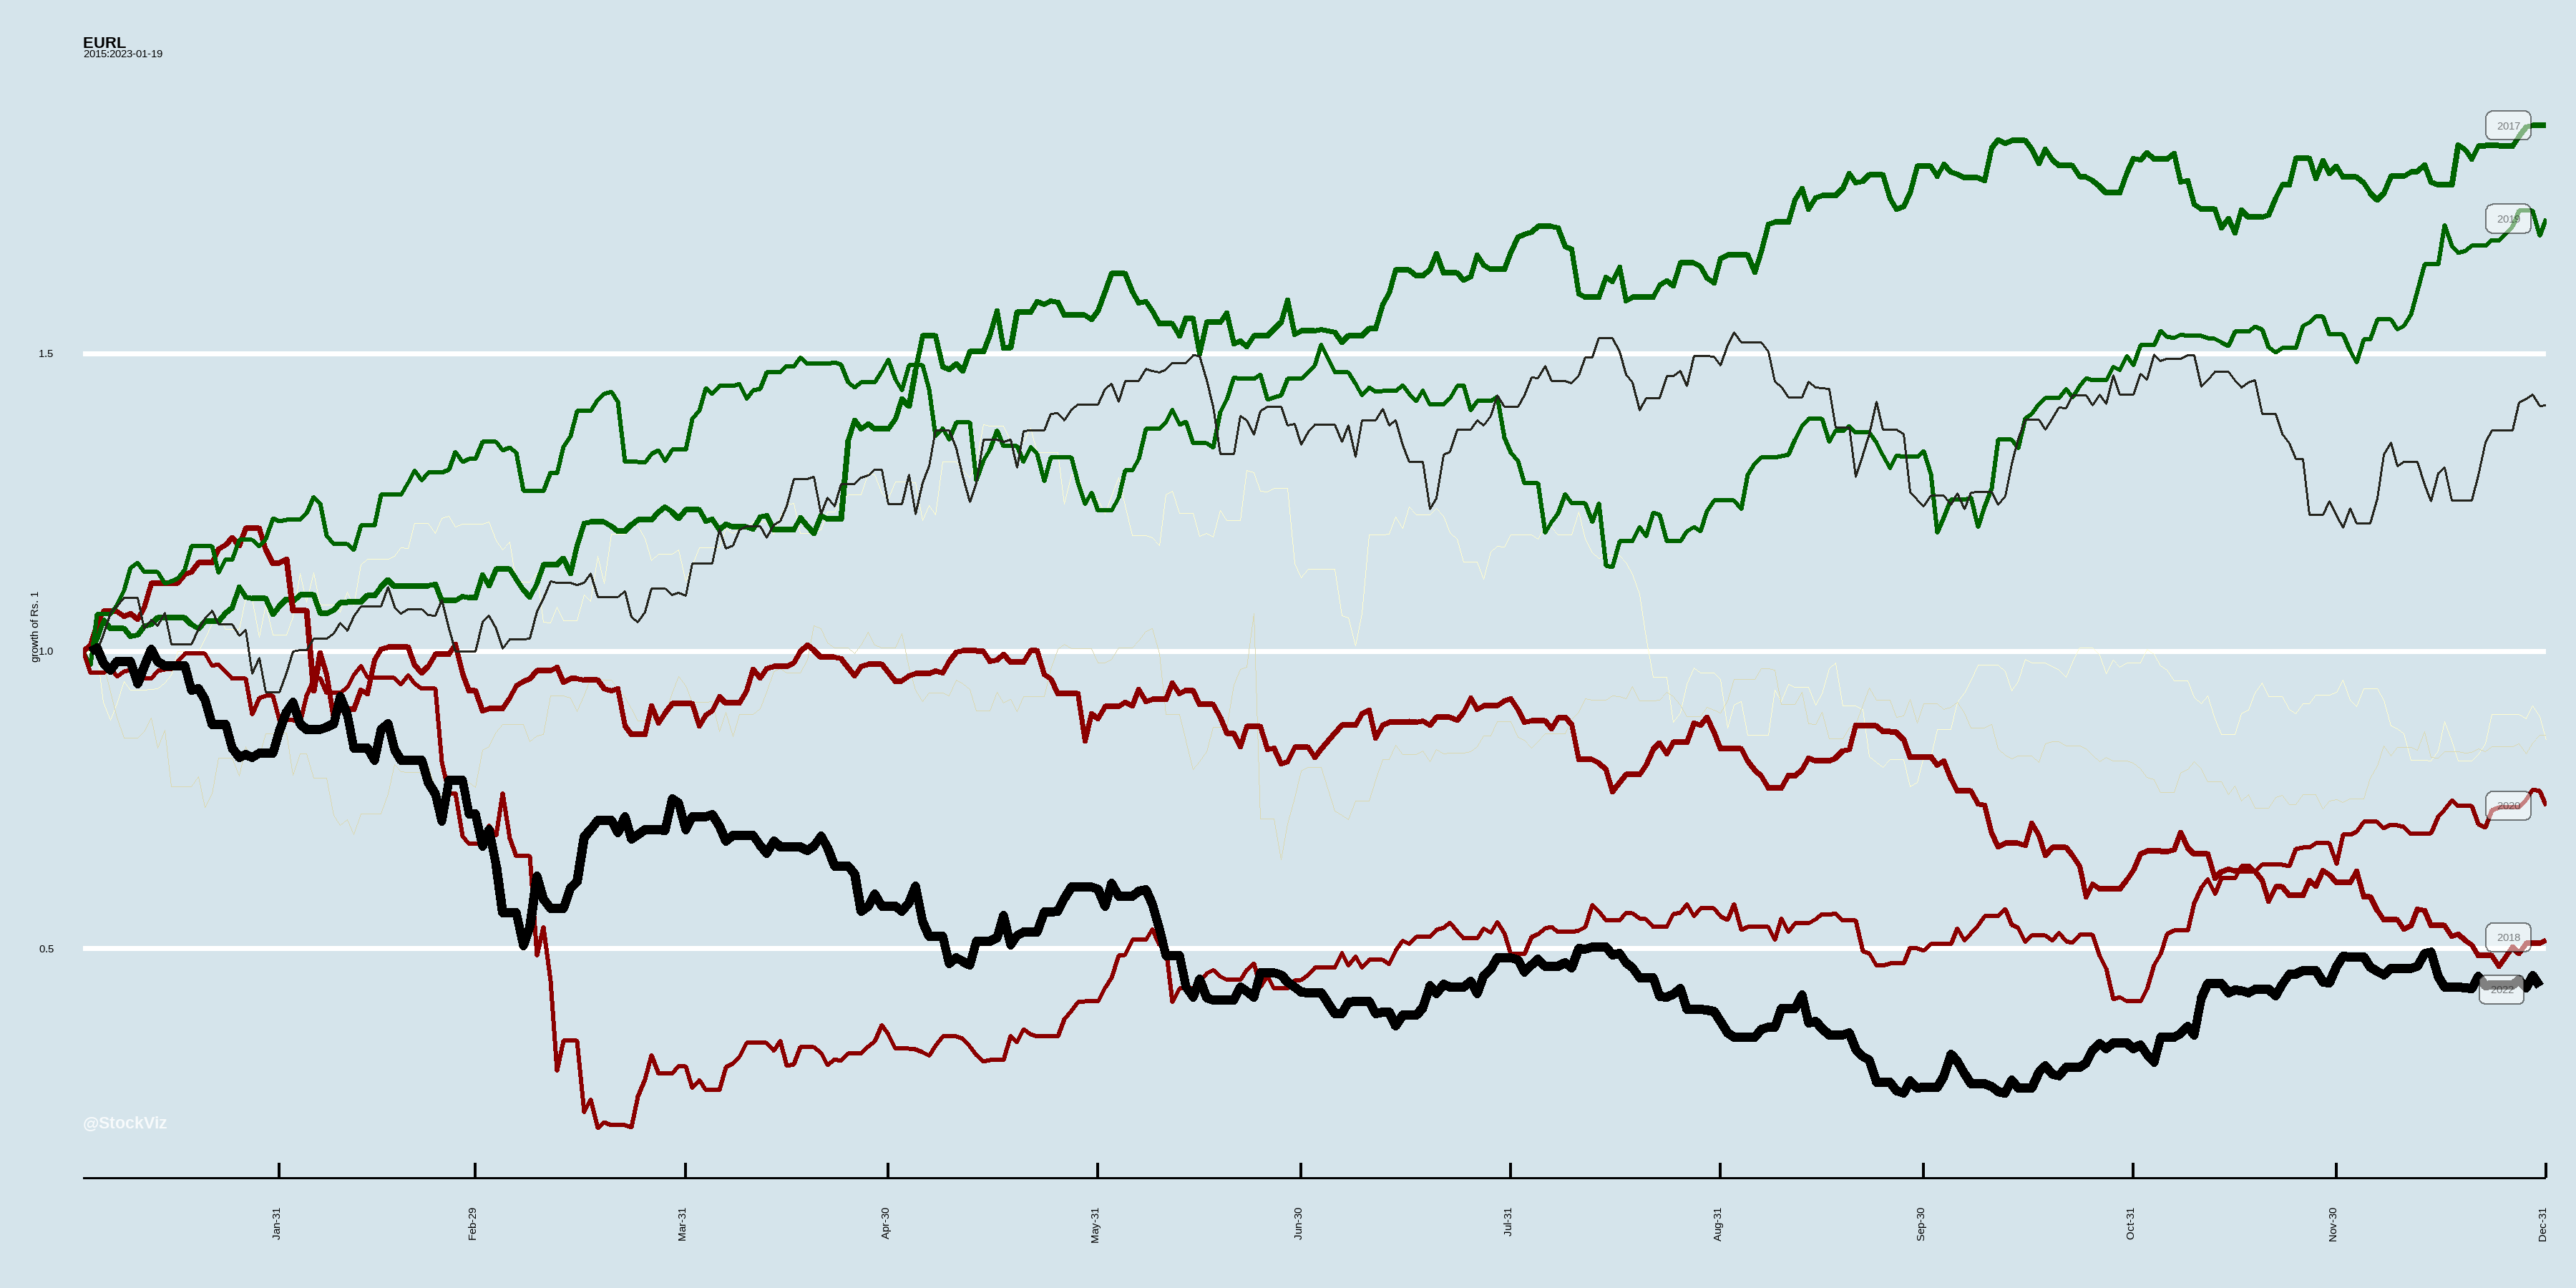 EURL
2015:2023-01-19
2017
2019
1.5
growth of Rs. 1
1.0
2020
2018
0.5
2022
@StockViz
Jan-31
Feb-29
Mar-31
Apr-30
May-31
Jun-30
Jul-31
Aug-31
Sep-30
Oct-31
Nov-30
Dec-31